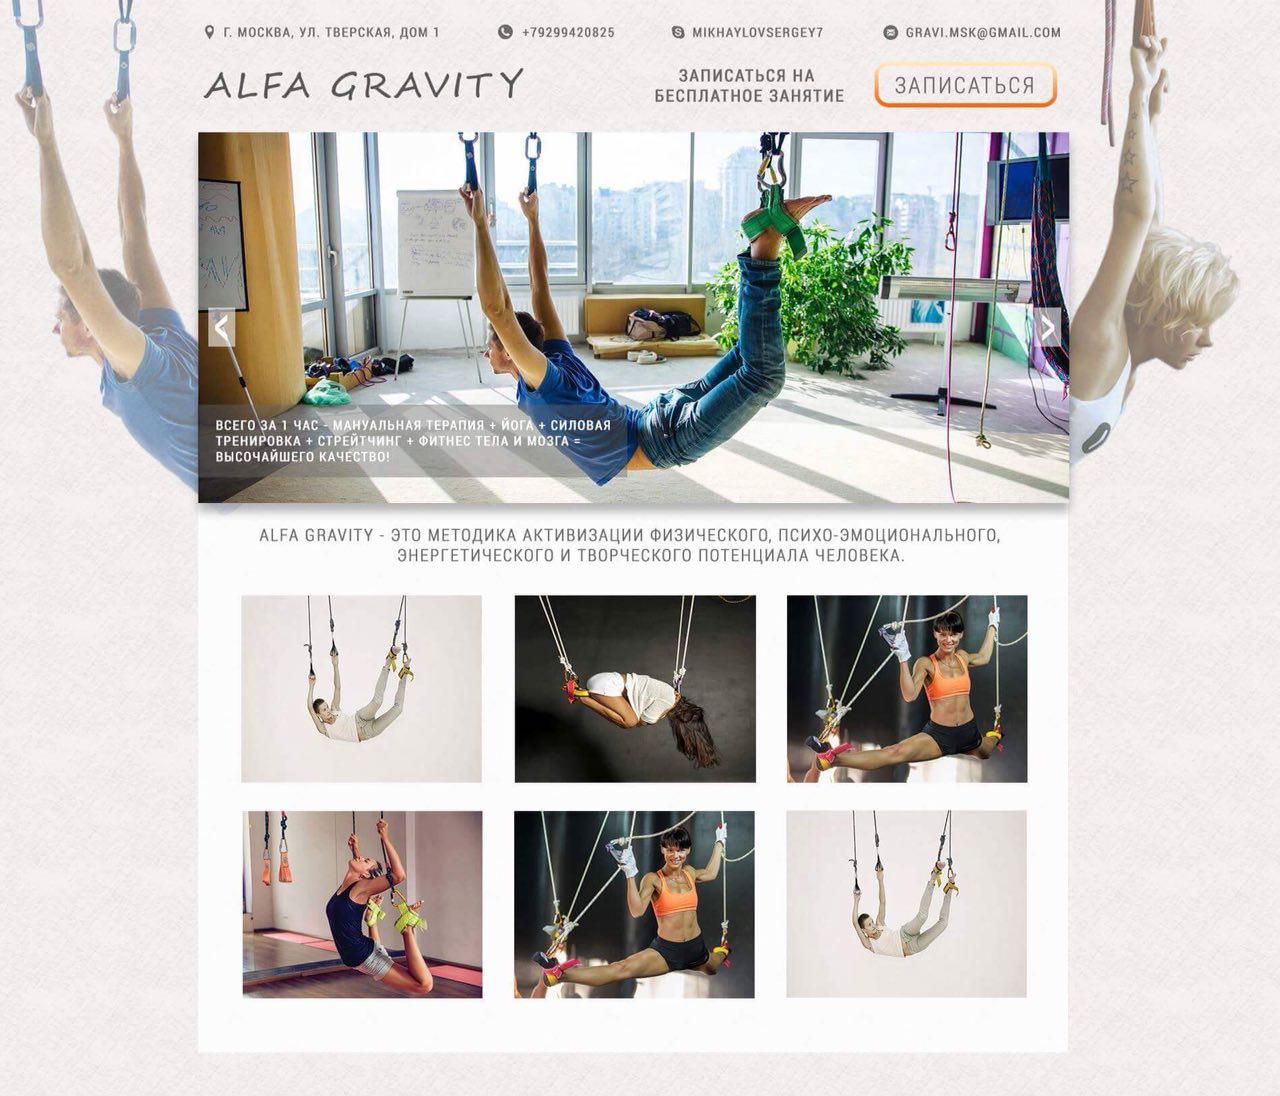 Г. МОСКВА, УЛ. ТВЕРСКАЯ, ДОМ 1
+79299420825
MIKHAYLOVSERGEY7
GRAVI.MSK@GMAIL.COM
ALFA GRAVITY
ЗАПИСАТЬСЯ НА
БЕСПЛАТНОЕ ЗАНЯТИЕ
ЗАПИСАТЬСЯ
ВСЕГО ЗА 1 ЧАС - МАНУАЛЬНАЯ ТЕРАПИЯ + ЙОГА + СИЛОВАЯ
ТРЕНИРОВКА + СТРЕЙТЧИНГ + ФИТНЕС ТЕЛА И МОЗГА =
ВЫСОЧАЙШЕГО КАЧЕСТВО!
ALFA GRAVITY - ЭТО МЕТОДИКА АКТИВИЗАЦИИ ФИЗИЧЕСКОГО, ПСИХО-ЭМОЦИОНАЛЬНОГО,
ЭНЕРГЕТИЧЕСКОГО И ТВОРЧЕСКОГО ПОТЕНЦИАЛА ЧЕЛОВЕКА.